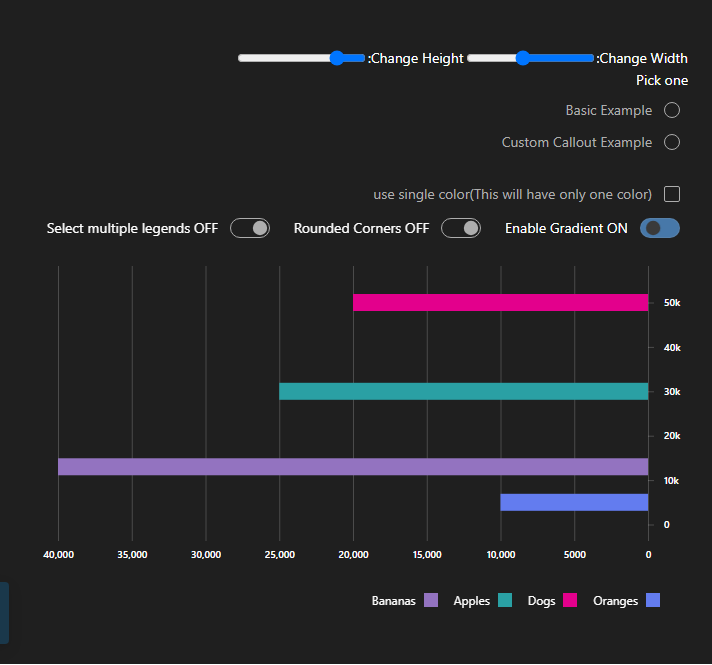 :Change Height :Change Width
Pick one
Basic Example
Custom Callout Example
use single color(This will have only one color)
Select multiple legends OFF Rounded Corners OFF Enable Gradient ON
50k
40k
30k
20k
10k
0
40,000 35,000 30,000 25,000 20,000 15,000 10,000 5000 0
Bananas Apples Dogs Oranges